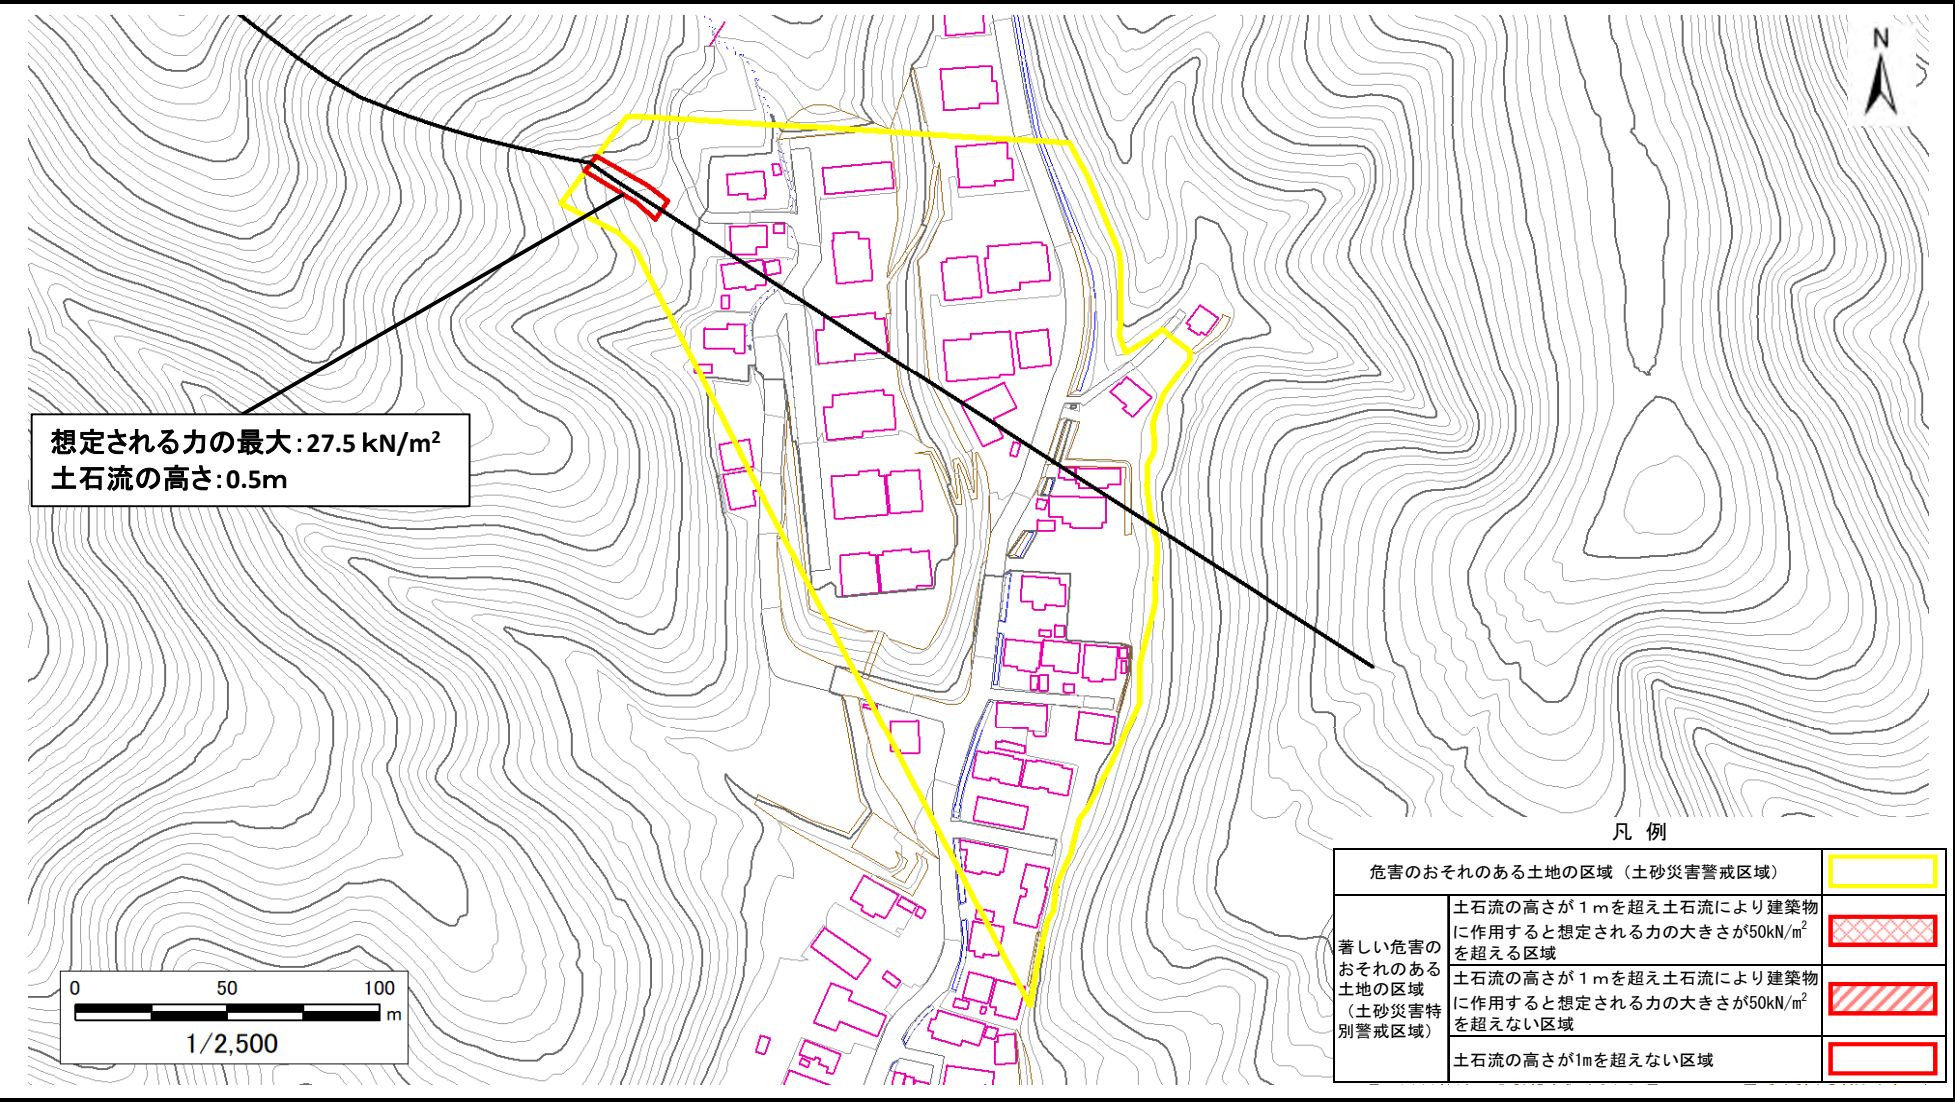 N
想定される力の最大:27.5 kN/m²
土石流の高さ:0.5m
0 50 100
m
1/2,500
凡 例
危害のおそれのある土地の区域（土砂災害警戒区域）
著しい危害の
おそれのある
土地の区域
（土砂災害特
別警戒区域）
土石流の高さが１ｍを超え土石流により建築物
に作用すると想定される力の大きさが50kN/㎡
を超える区域
土石流の高さが１ｍを超え土石流により建築物
に作用すると想定される力の大きさが50kN/㎡
を超えない区域
土石流の高さが1mを超えない区域